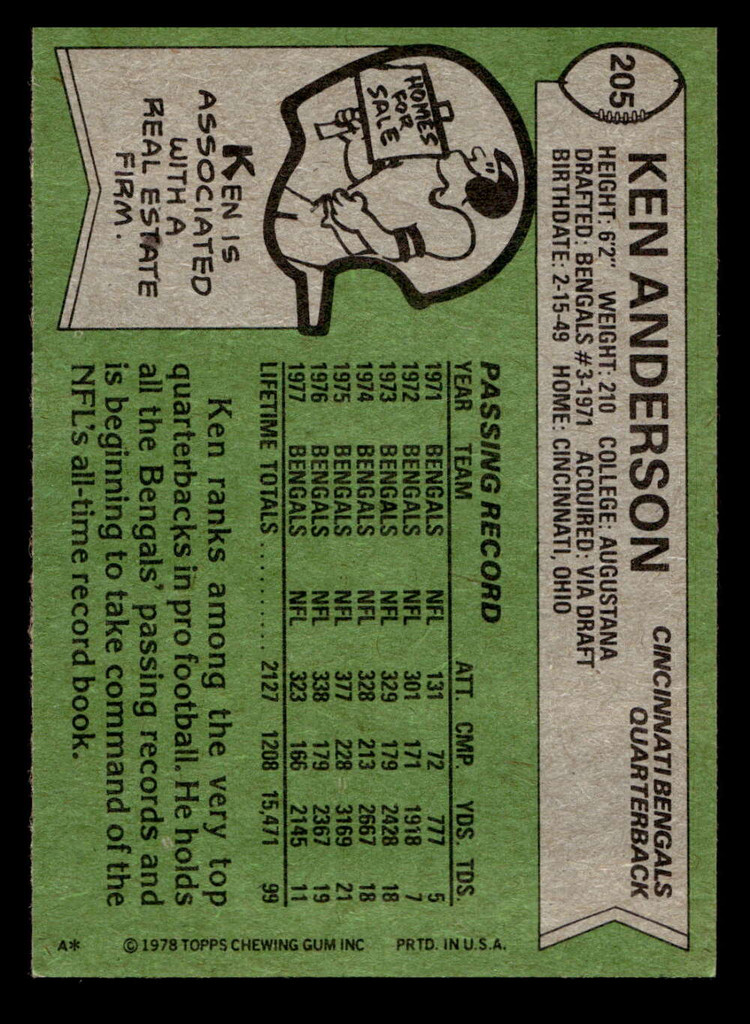 205
KEN ANDERSON
CINCINNATI BENGALS
QUARTERBACK
HEIGHT: 6'2" WEIGHT: 210 COLLEGE: AUGUSTANA
DRAFTED: BENGALS #3-1971 ACQUIRED: VIA DRAFT
BIRTHDATE: 2-15-49 HOME: CINCINNATI, OHIO
HOMES
FOR
SALE
KEN IS
ASSOCIATED
WITH A
REAL ESTATE
FIRM.
PASSING RECORD
YEAR TEAM ATT. CMP. YDS. TDS.
1971 BENGALS NFL 131 72 777 5
1972 BENGALS NFL 301 171 1918 7
1973 BENGALS NFL 329 179 2428 18
1974 BENGALS NFL 328 213 2667 18
1975 BENGALS NFL 377 228 3169 21
1976 BENGALS NFL 338 179 2367 19
1977 BENGALS NFL 323 166 2145 11
LIFETIME TOTALS .......... 2127 1208 15,471 99
Ken ranks among the very top
quarterbacks in pro football. He holds
all the Bengals' passing records and
is beginning to take command of the
NFL's all-time record book.
A* © 1978 TOPPS CHEWING GUM INC PRTD. IN U.S.A.